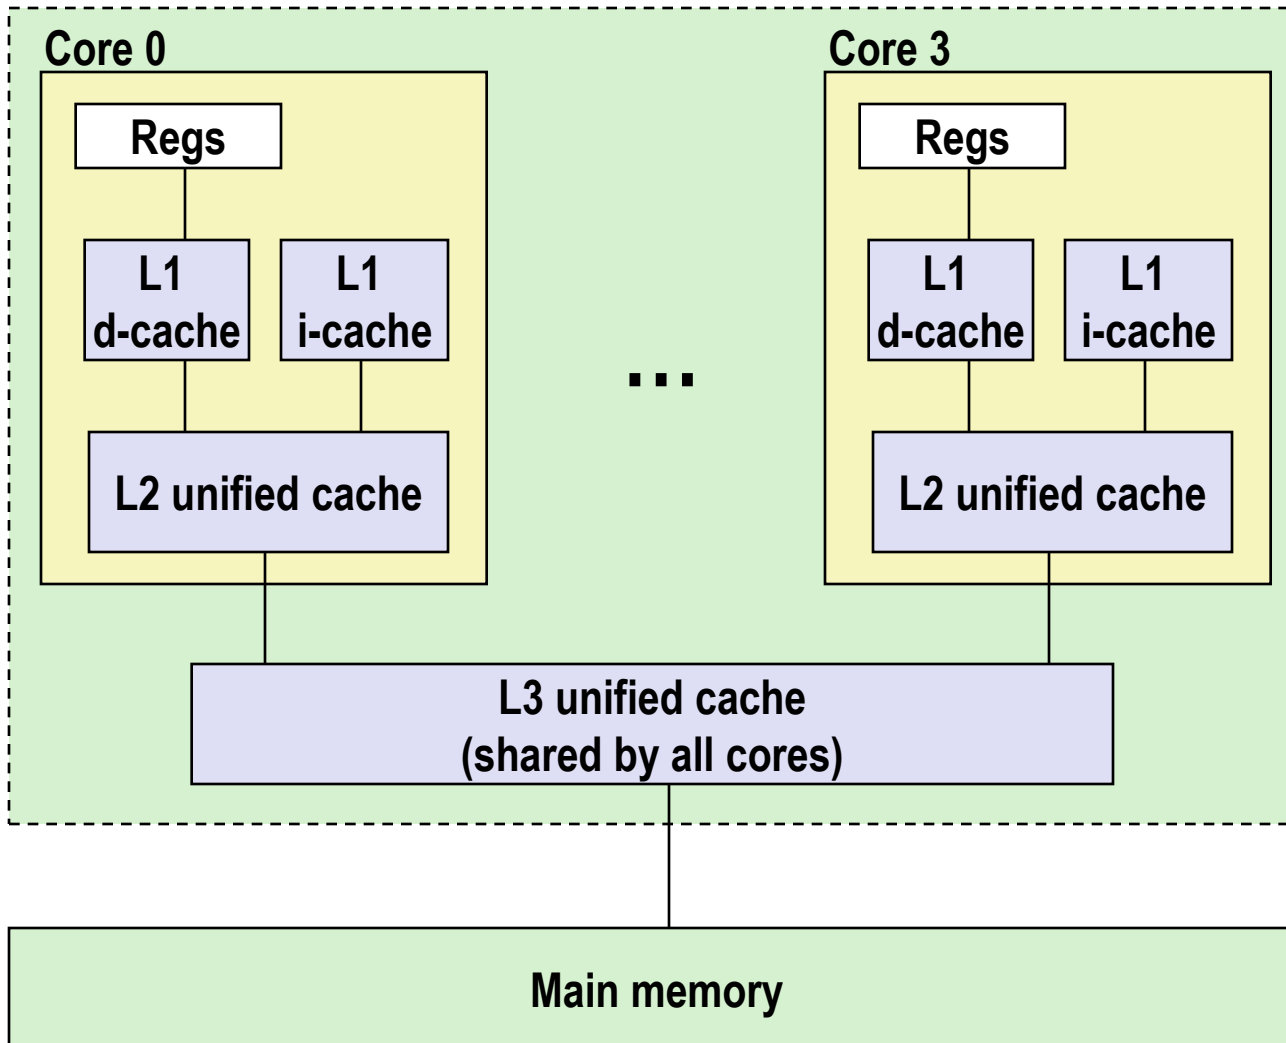 Core 0
Regs
L1
d-cache
L1
i-cache
L2 unified cache
...
Core 3
Regs
L1
d-cache
L1
i-cache
L2 unified cache
L3 unified cache
(shared by all cores)
Main memory